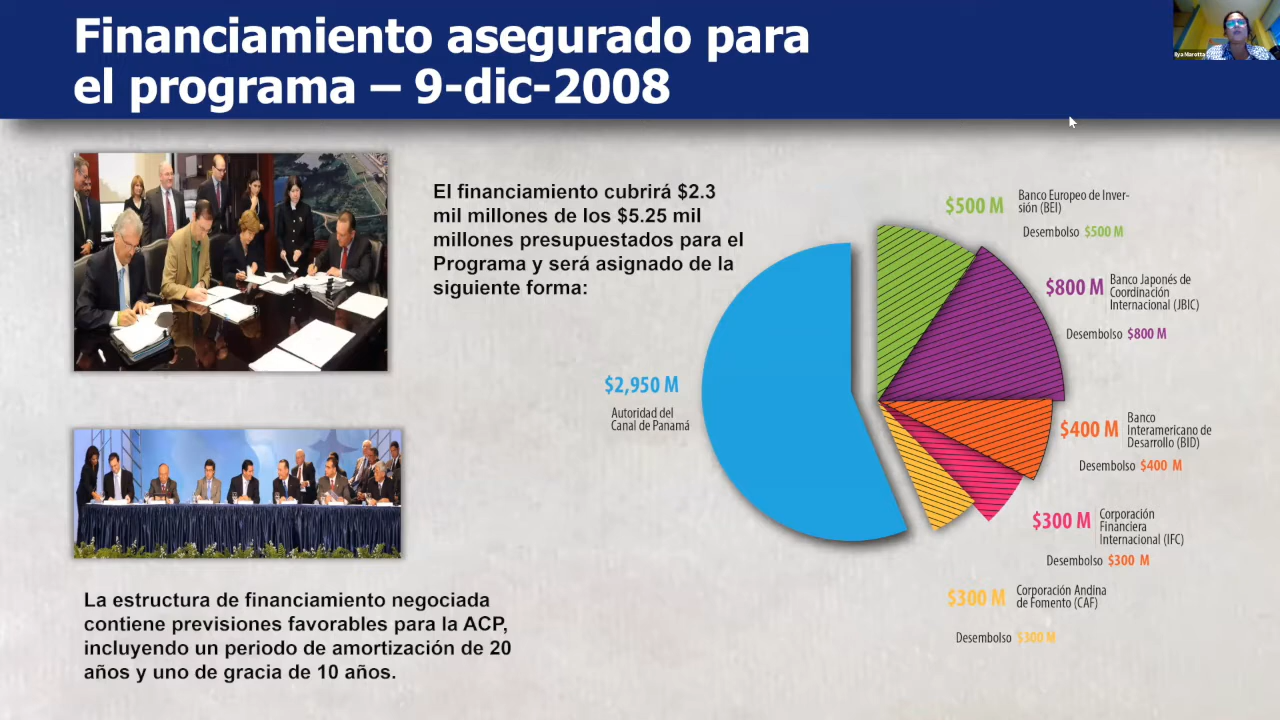 Financiamiento asegurado para
el programa – 9-dic-2008
Ilya Marotta
El financiamiento cubrirá $2.3
mil millones de los $5.25 mil
millones presupuestados para el
Programa y será asignado de la
siguiente forma:
$500 M
Banco Europeo de Inver-
sión (BEI)
Desembolso $500 M
$800 M
Banco Japonés de
Coordinación
Internacional (JBIC)
Desembolso $800 M
$2,950 M
Autoridad del
Canal de Panamá
$400 M
Banco
Interamericano de
Desarrollo (BID)
Desembolso $400 M
$300 M
Corporación
Financiera
Internacional (IFC)
Desembolso $300 M
$300 M
Corporación Andina
de Fomento (CAF)
Desembolso $300 M
La estructura de financiamiento negociada
contiene previsiones favorables para la ACP,
incluyendo un periodo de amortización de 20
años y uno de gracia de 10 años.